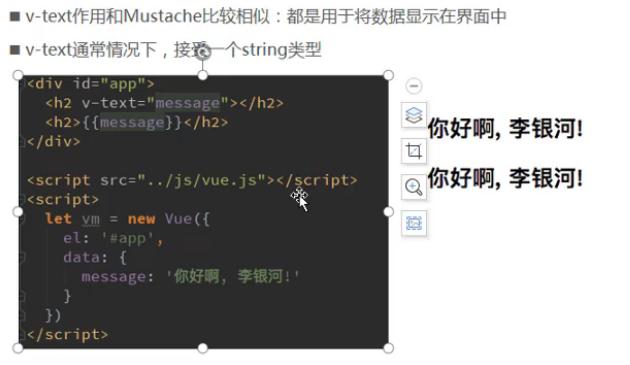 ■ v-text作用和Mustache比较相似：都是用于将数据显示在界面中
■ v-text通常情况下，接受一个string类型
<div id="app">
  <h2 v-text="message"></h2>
  <h2>{{message}}</h2>
</div>
<script src="../js/vue.js"></script>
<script>
  let vm = new Vue({
    el: '#app',
    data: {
      message: '你好啊, 李银河!'
    }
  })
</script>
你好啊, 李银河!
你好啊, 李银河!